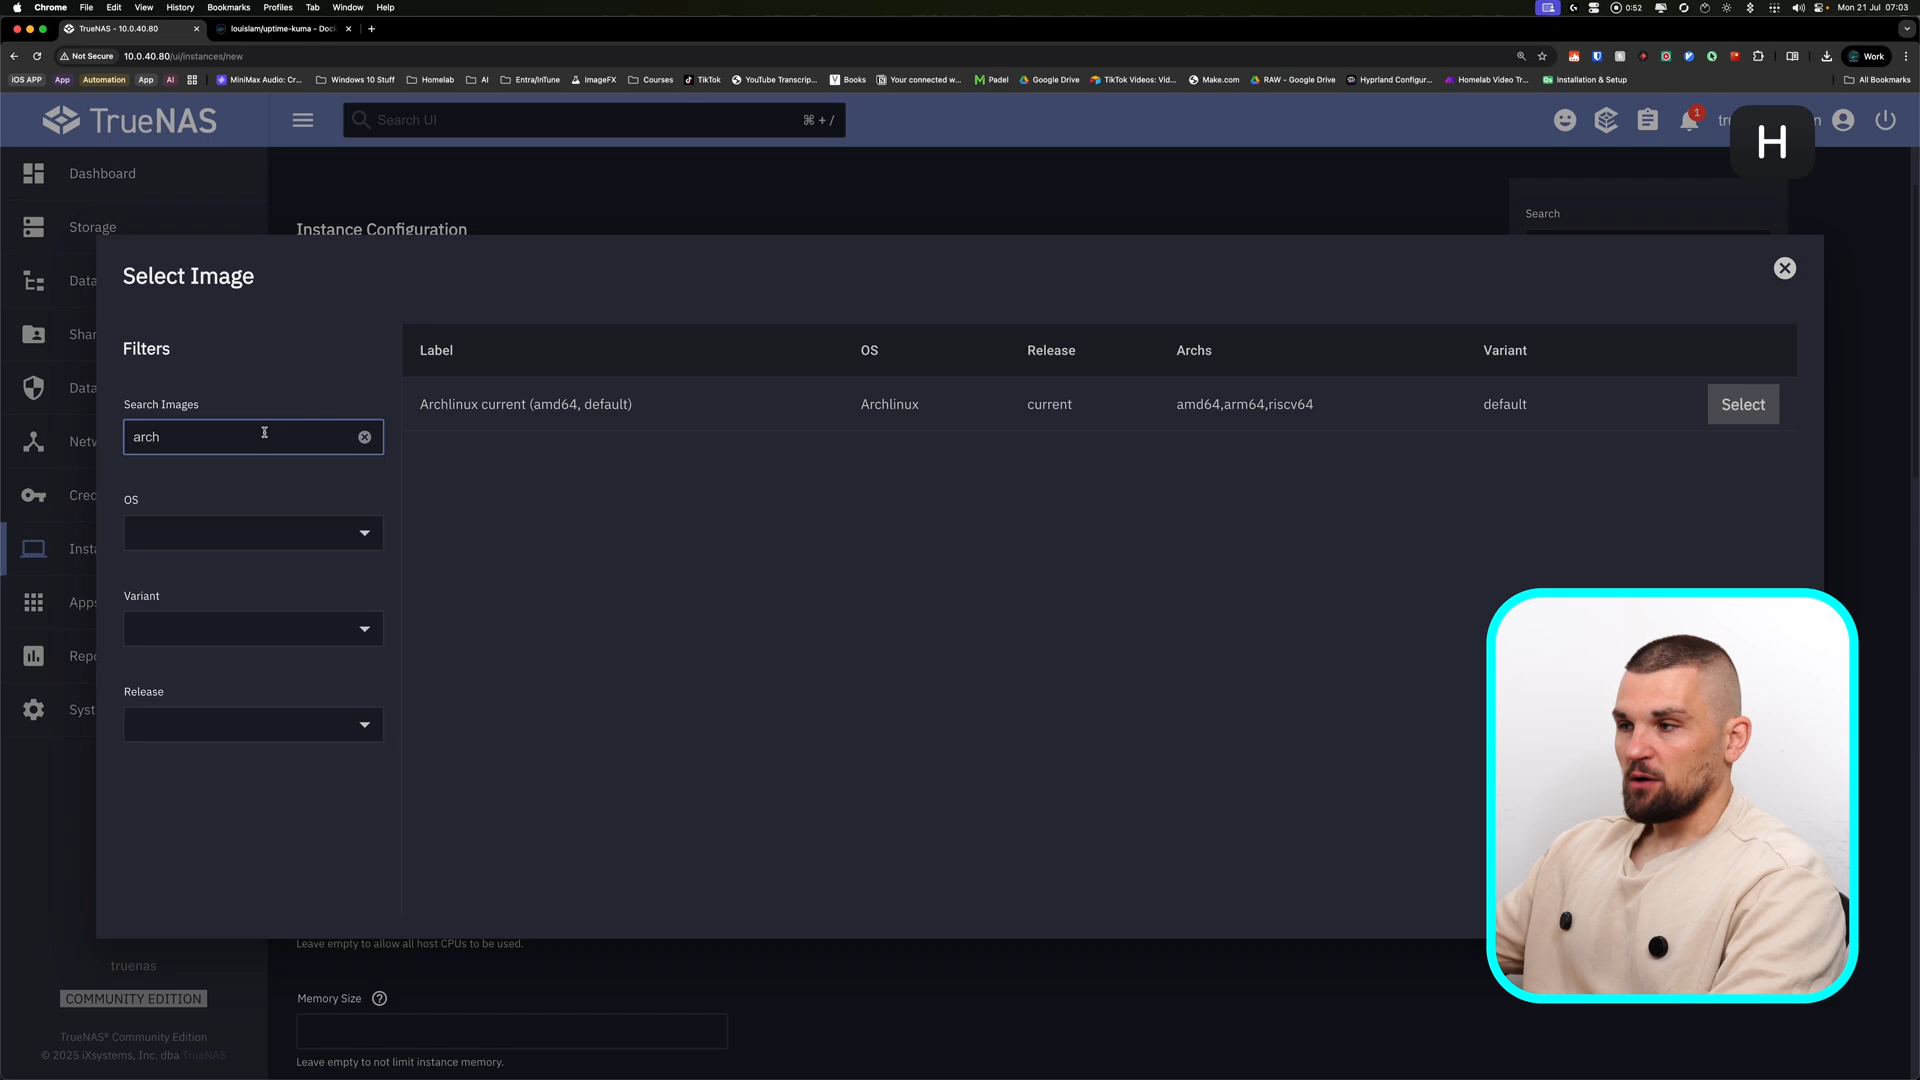 Chrome File Edit View History Bookmarks Profiles Tab Window Help
0:52 Mon 21 Jul 07:03
TrueNAS - 10.0.40.80
louislam/uptime-kuma - Doc
Not Secure 10.0.40.80/ui/instances/new
Work
iOS APP App Automation App AI MiniMax Audio: Cr... Windows 10 Stuff Homelab AI Entra/InTune ImageFX Courses TikTok YouTube Transcrip... Books Your connected w... Padel Google Drive TikTok Videos: Vid... Make.com RAW - Google Drive Hyprland Configur... Homelab Video Tr... Installation & Setup All Bookmarks
TrueNAS
Search UI
⌘ + /
1
H
Dashboard
Storage
Data
Shar
Data
Netw
Cred
Insta
Apps
Repo
Syst
Instance Configuration
Search
Select Image
Filters
Search Images
arch
OS
Variant
Release
Label OS Release Archs Variant
Archlinux current (amd64, default) Archlinux current amd64,arm64,riscv64 default Select
Leave empty to allow all host CPUs to be used.
Memory Size
Leave empty to not limit instance memory.
truenas
COMMUNITY EDITION
TrueNAS® Community Edition
© 2025 iXsystems, Inc. dba TrueNAS